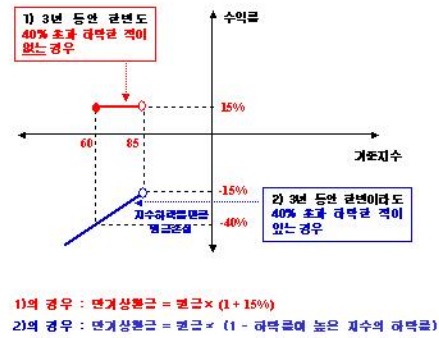 1) 3년 동안 한번도
40% 초과 하락한 적이
없는 경우
수익률
15%
60
85
기준지수
-15%
-40%
지수하락률만큼
원금손실
2) 3년 동안 한번이라도
40% 초과 하락한 적이
있는 경우
1)의 경우 : 만기상환금 = 원금× (1 + 15%)
2)의 경우 : 만기상환금 = 원금× (1 - 하락률이 높은 지수의 하락률)